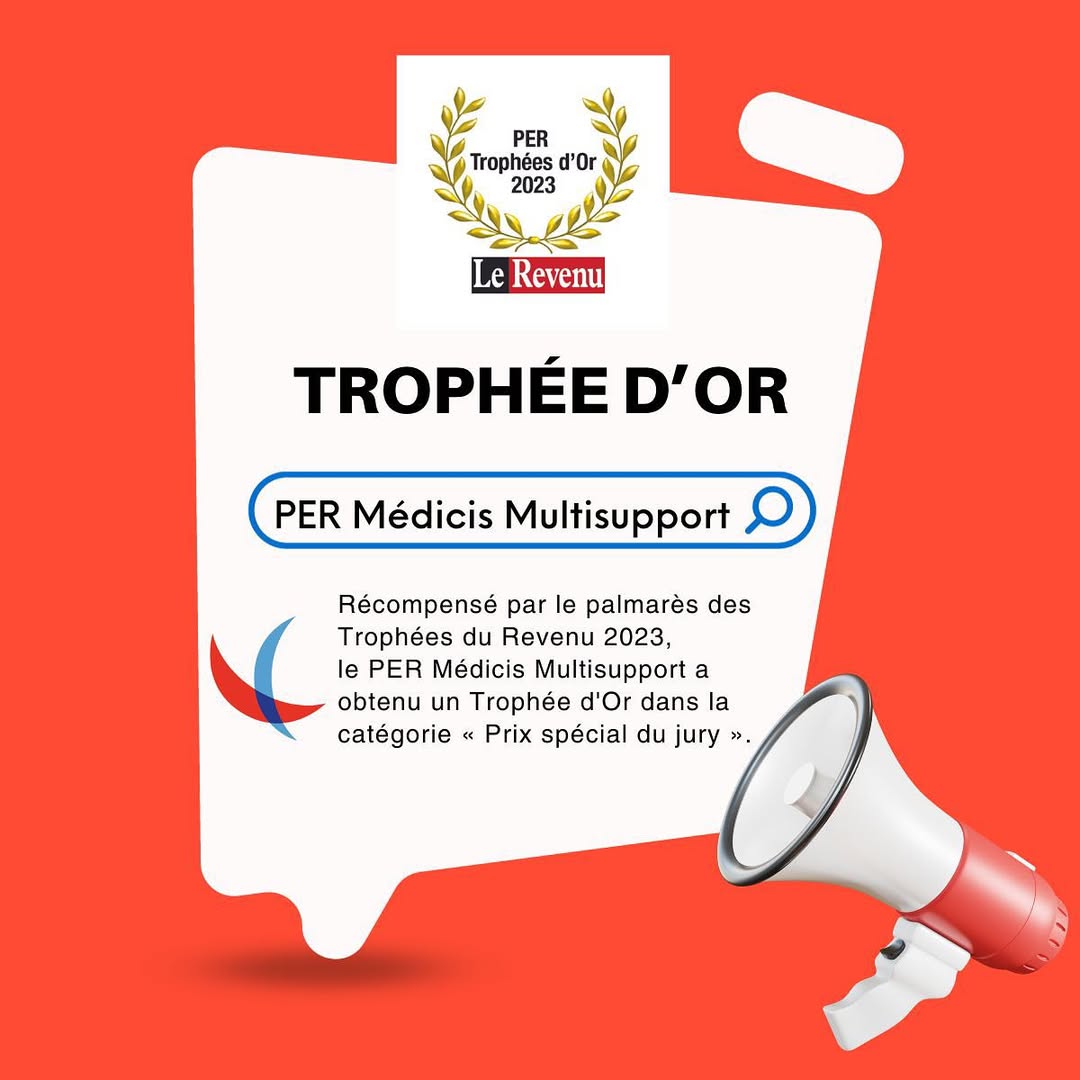 PER
Trophées d'Or
2023
Le Revenu
TROPHÉE D'OR
PER Médicis Multisupport
Récompensé par le palmarès des
Trophées du Revenu 2023,
le PER Médicis Multisupport a
obtenu un Trophée d'Or dans la
catégorie « Prix spécial du jury ».